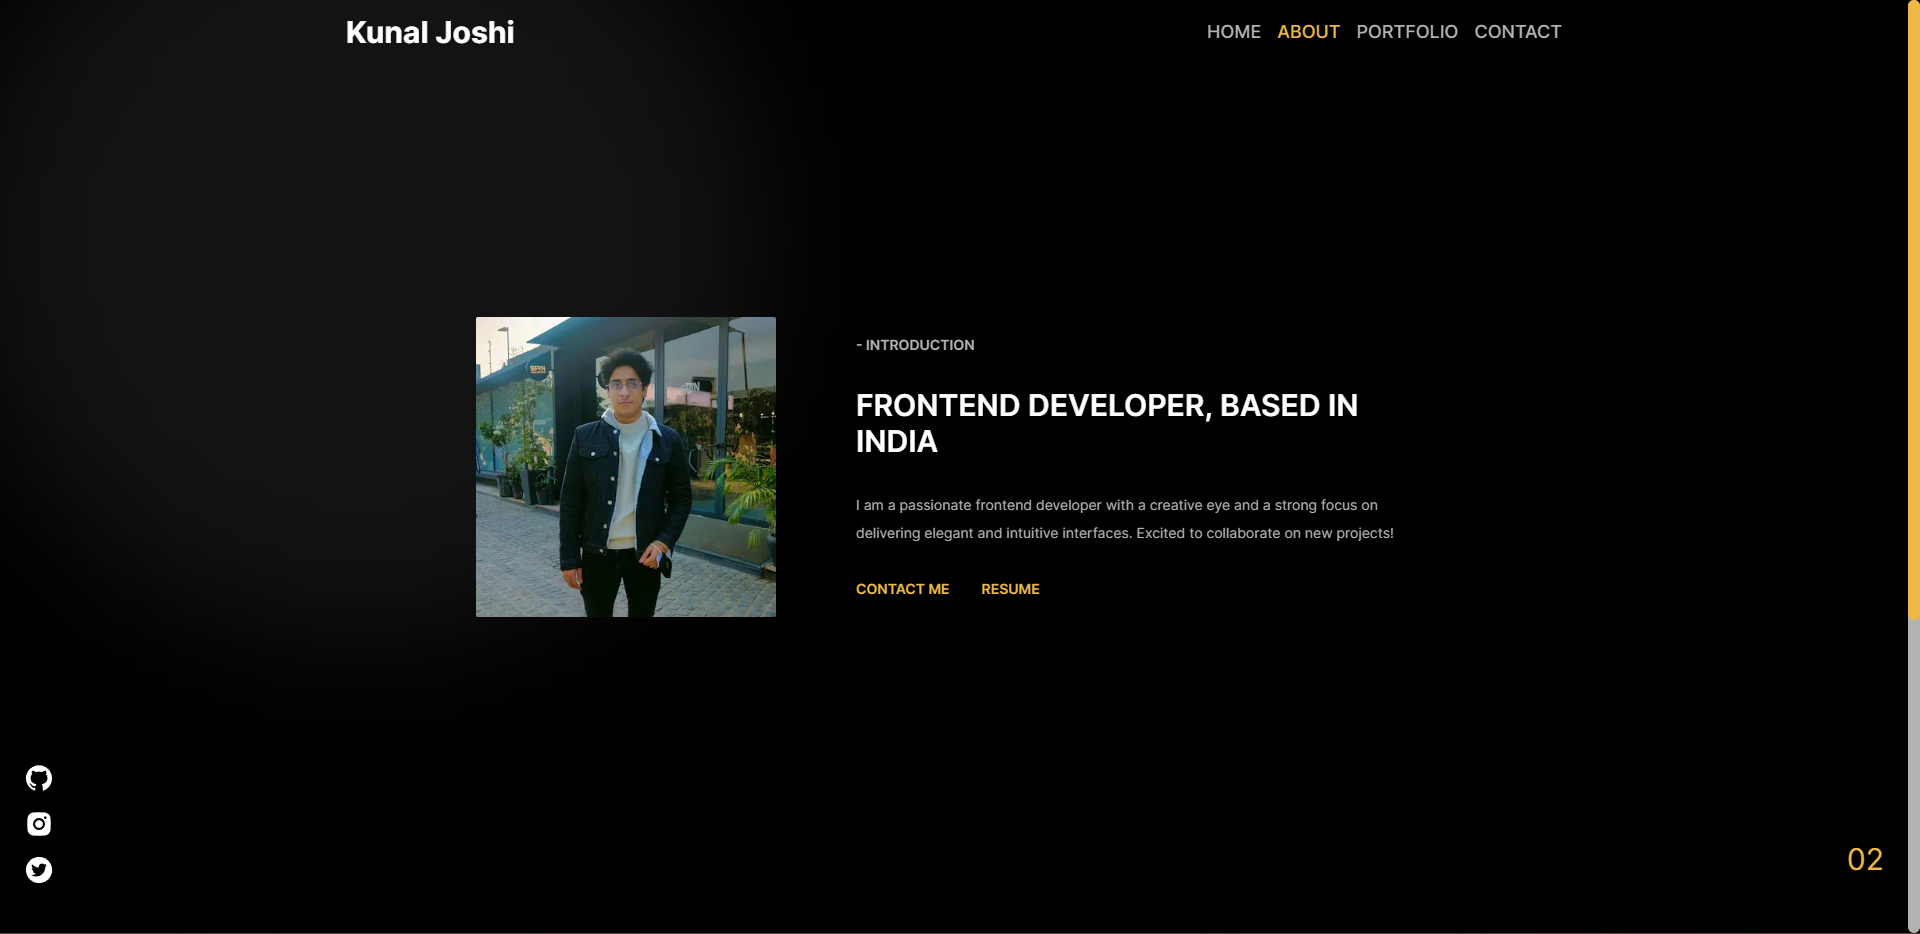 Kunal Joshi
HOME ABOUT PORTFOLIO CONTACT
SPIN
SPIN
- INTRODUCTION
FRONTEND DEVELOPER, BASED IN
INDIA
I am a passionate frontend developer with a creative eye and a strong focus on
delivering elegant and intuitive interfaces. Excited to collaborate on new projects!
CONTACT ME RESUME
02